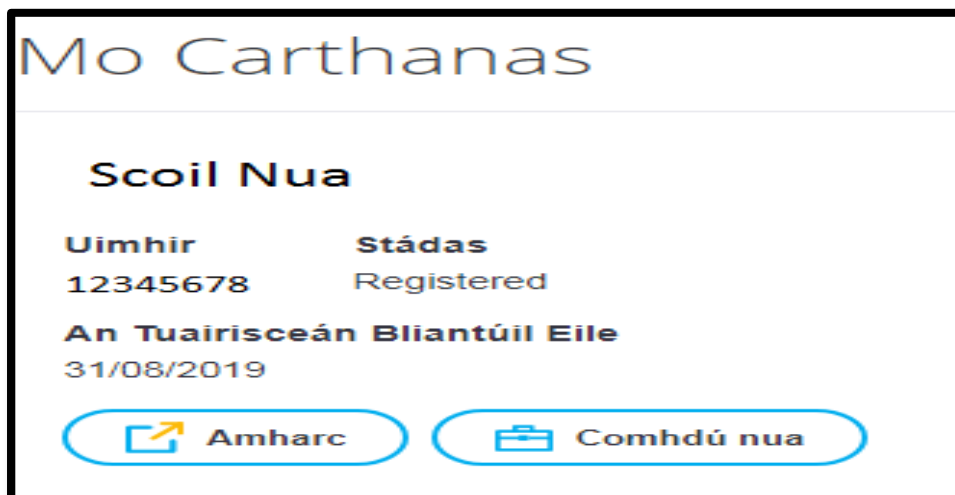 Mo Carthanas
Scoil Nua
Uimhir Stádas
12345678 Registered
An Tuairisceán Bliantúil Eile
31/08/2019
Amharc Comhdú nua